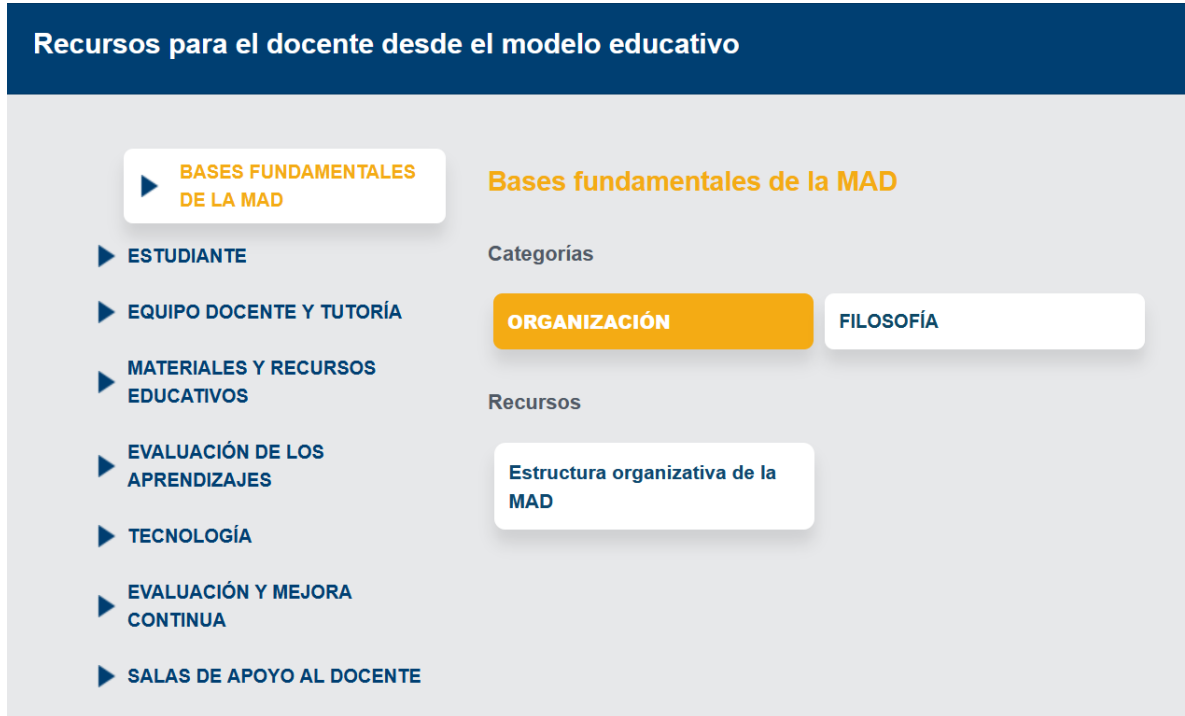 Recursos para el docente desde el modelo educativo
BASES FUNDAMENTALES
DE LA MAD
ESTUDIANTE
EQUIPO DOCENTE Y TUTORÍA
MATERIALES Y RECURSOS
EDUCATIVOS
EVALUACIÓN DE LOS
APRENDIZAJES
TECNOLOGÍA
EVALUACIÓN Y MEJORA
CONTINUA
SALAS DE APOYO AL DOCENTE
Bases fundamentales de la MAD
Categorías
ORGANIZACIÓN
FILOSOFÍA
Recursos
Estructura organizativa de la
MAD